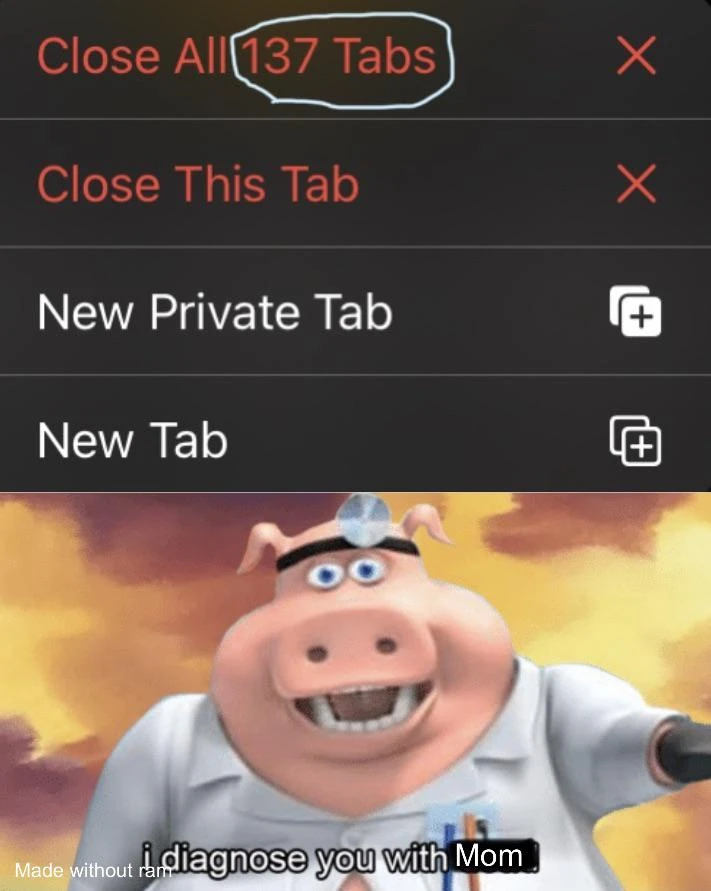 Close All 137 Tabs
Close This Tab
New Private Tab
New Tab
i diagnose you with Mom
Made without ram